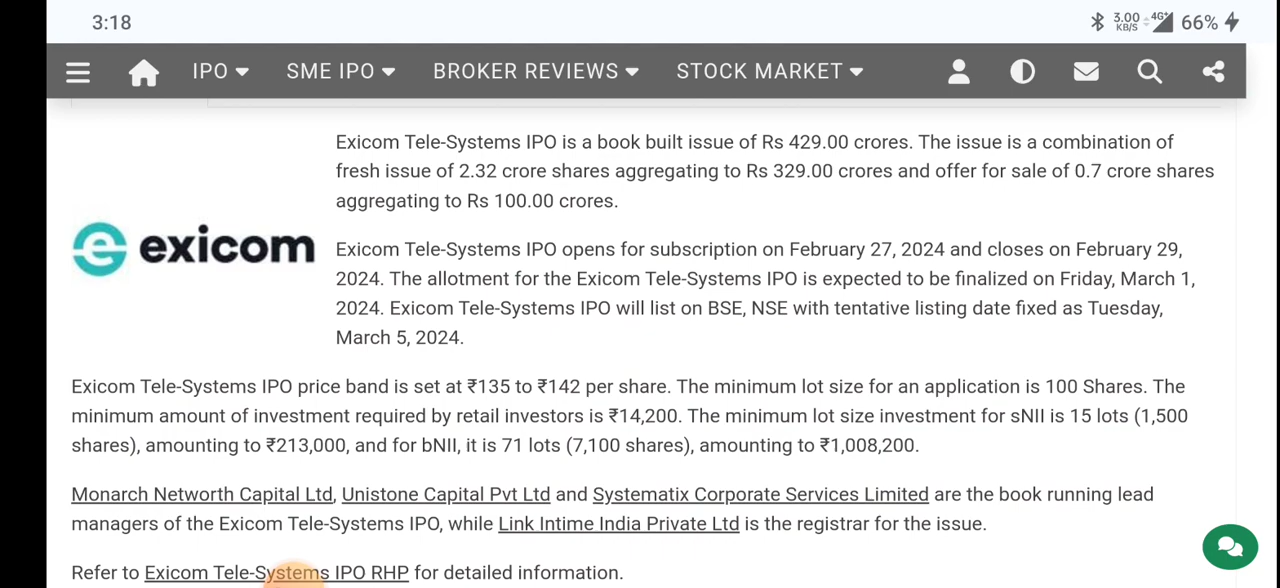 3:18
3.00 KB/S 4G+ 66%
IPO SME IPO BROKER REVIEWS STOCK MARKET
Exicom Tele-Systems IPO is a book built issue of Rs 429.00 crores. The issue is a combination of
fresh issue of 2.32 crore shares aggregating to Rs 329.00 crores and offer for sale of 0.7 crore shares
aggregating to Rs 100.00 crores.
exicom
Exicom Tele-Systems IPO opens for subscription on February 27, 2024 and closes on February 29,
2024. The allotment for the Exicom Tele-Systems IPO is expected to be finalized on Friday, March 1,
2024. Exicom Tele-Systems IPO will list on BSE, NSE with tentative listing date fixed as Tuesday,
March 5, 2024.
Exicom Tele-Systems IPO price band is set at ₹135 to ₹142 per share. The minimum lot size for an application is 100 Shares. The
minimum amount of investment required by retail investors is ₹14,200. The minimum lot size investment for sNII is 15 lots (1,500
shares), amounting to ₹213,000, and for bNII, it is 71 lots (7,100 shares), amounting to ₹1,008,200.
Monarch Networth Capital Ltd, Unistone Capital Pvt Ltd and Systematix Corporate Services Limited are the book running lead
managers of the Exicom Tele-Systems IPO, while Link Intime India Private Ltd is the registrar for the issue.
Refer to Exicom Tele-Systems IPO RHP for detailed information.